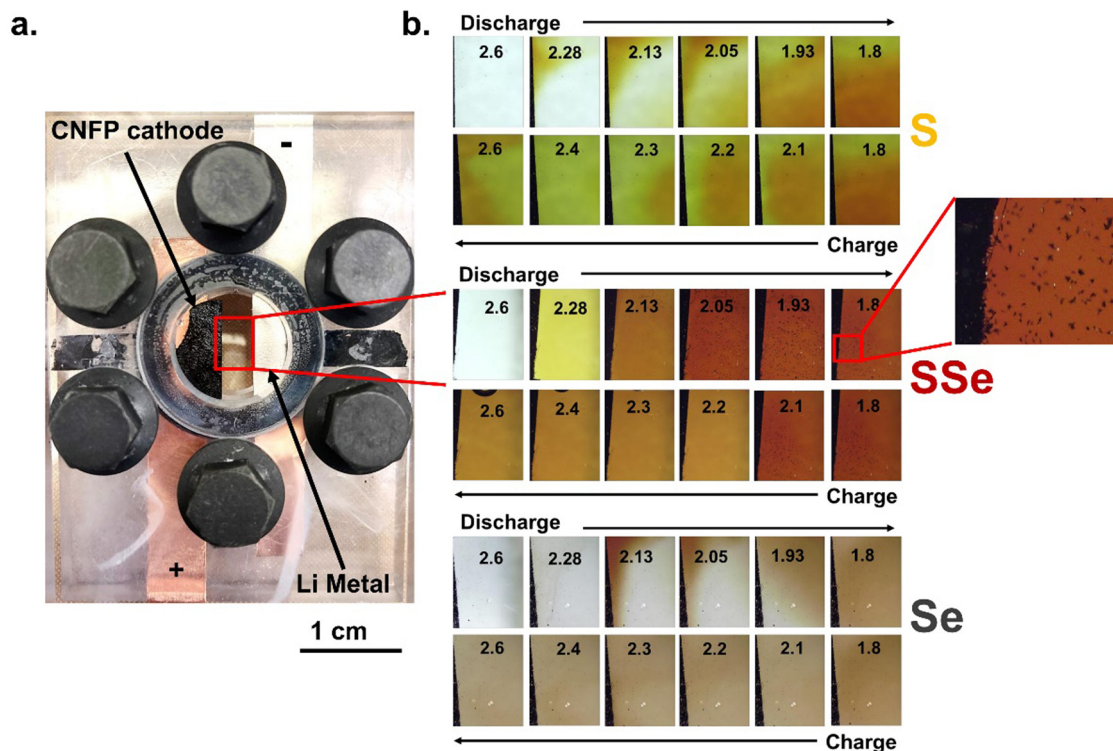 a.
CNFP cathode
-
+
Li Metal
1 cm
b.
Discharge
2.6 2.28 2.13 2.05 1.93 1.8
2.6 2.4 2.3 2.2 2.1 1.8
Charge
S
Discharge
2.6 2.28 2.13 2.05 1.93 1.8
2.6 2.4 2.3 2.2 2.1 1.8
Charge
SSe
Discharge
2.6 2.28 2.13 2.05 1.93 1.8
2.6 2.4 2.3 2.2 2.1 1.8
Charge
Se